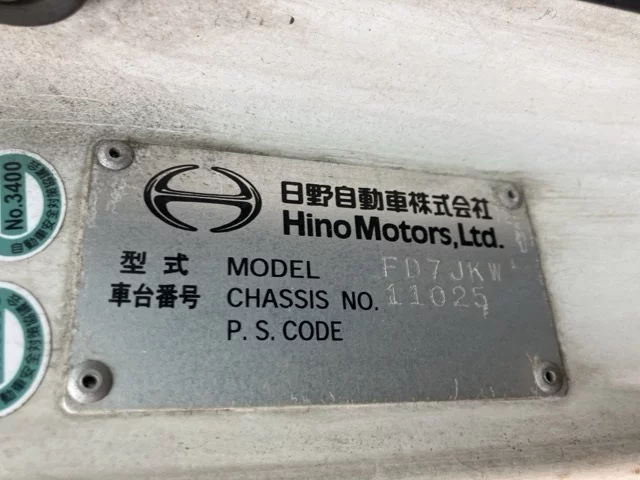 日野自動車株式会社
Hino Motors, Ltd.
型式 MODEL FD7JKW
車台番号 CHASSIS NO. 11025
P. S. CODE
No.3400